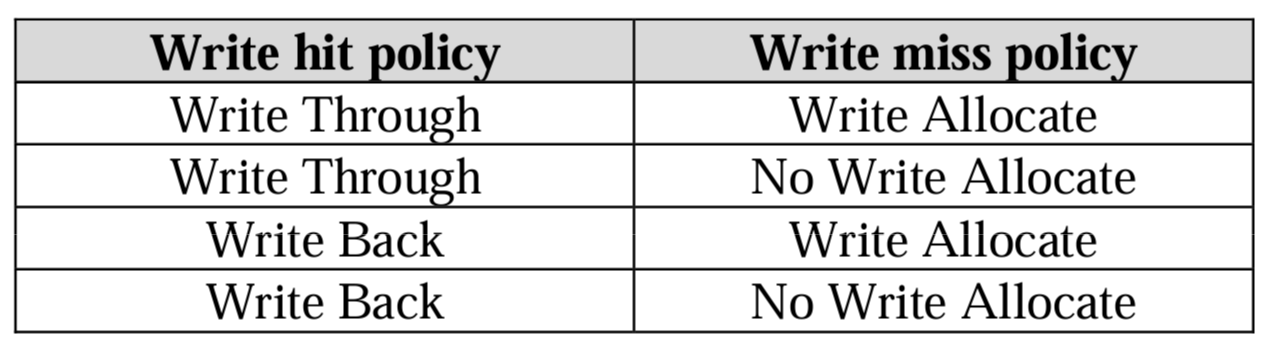 Write hit policy Write miss policy
Write Through Write Allocate
Write Through No Write Allocate
Write Back Write Allocate
Write Back No Write Allocate